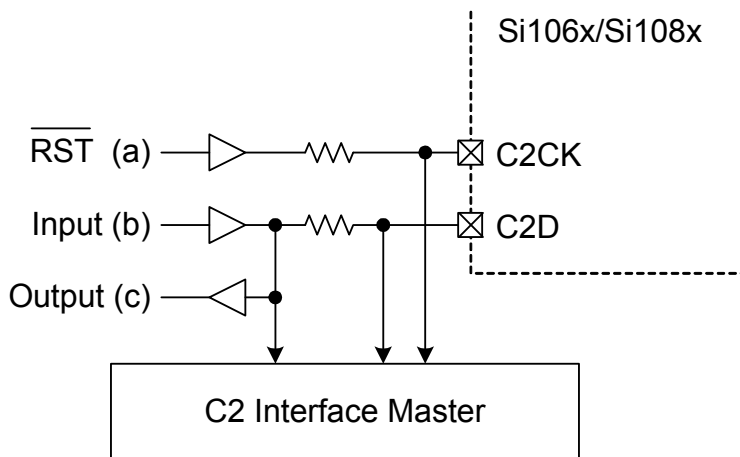 Si106x/Si108x
RST (a)
C2CK
Input (b)
C2D
Output (c)
C2 Interface Master